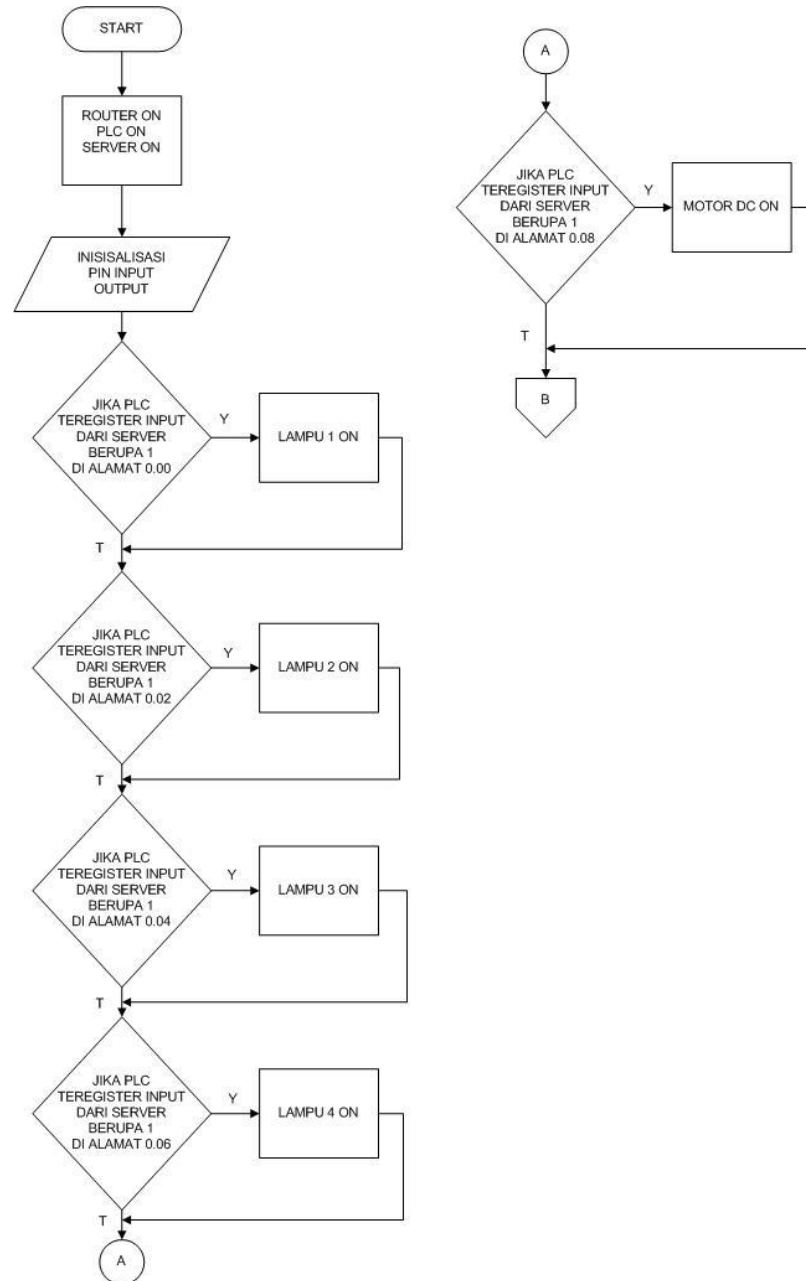 START
ROUTER ON
PLC ON
SERVER ON
INISISALISASI
PIN INPUT
OUTPUT
JIKA PLC
TEREGISTER INPUT
DARI SERVER
BERUPA 1
DI ALAMAT 0.00
Y
LAMPU 1 ON
T
JIKA PLC
TEREGISTER INPUT
DARI SERVER
BERUPA 1
DI ALAMAT 0.02
Y
LAMPU 2 ON
T
JIKA PLC
TEREGISTER INPUT
DARI SERVER
BERUPA 1
DI ALAMAT 0.04
Y
LAMPU 3 ON
T
JIKA PLC
TEREGISTER INPUT
DARI SERVER
BERUPA 1
DI ALAMAT 0.06
Y
LAMPU 4 ON
T
A
A
JIKA PLC
TEREGISTER INPUT
DARI SERVER
BERUPA 1
DI ALAMAT 0.08
Y
MOTOR DC ON
T
B